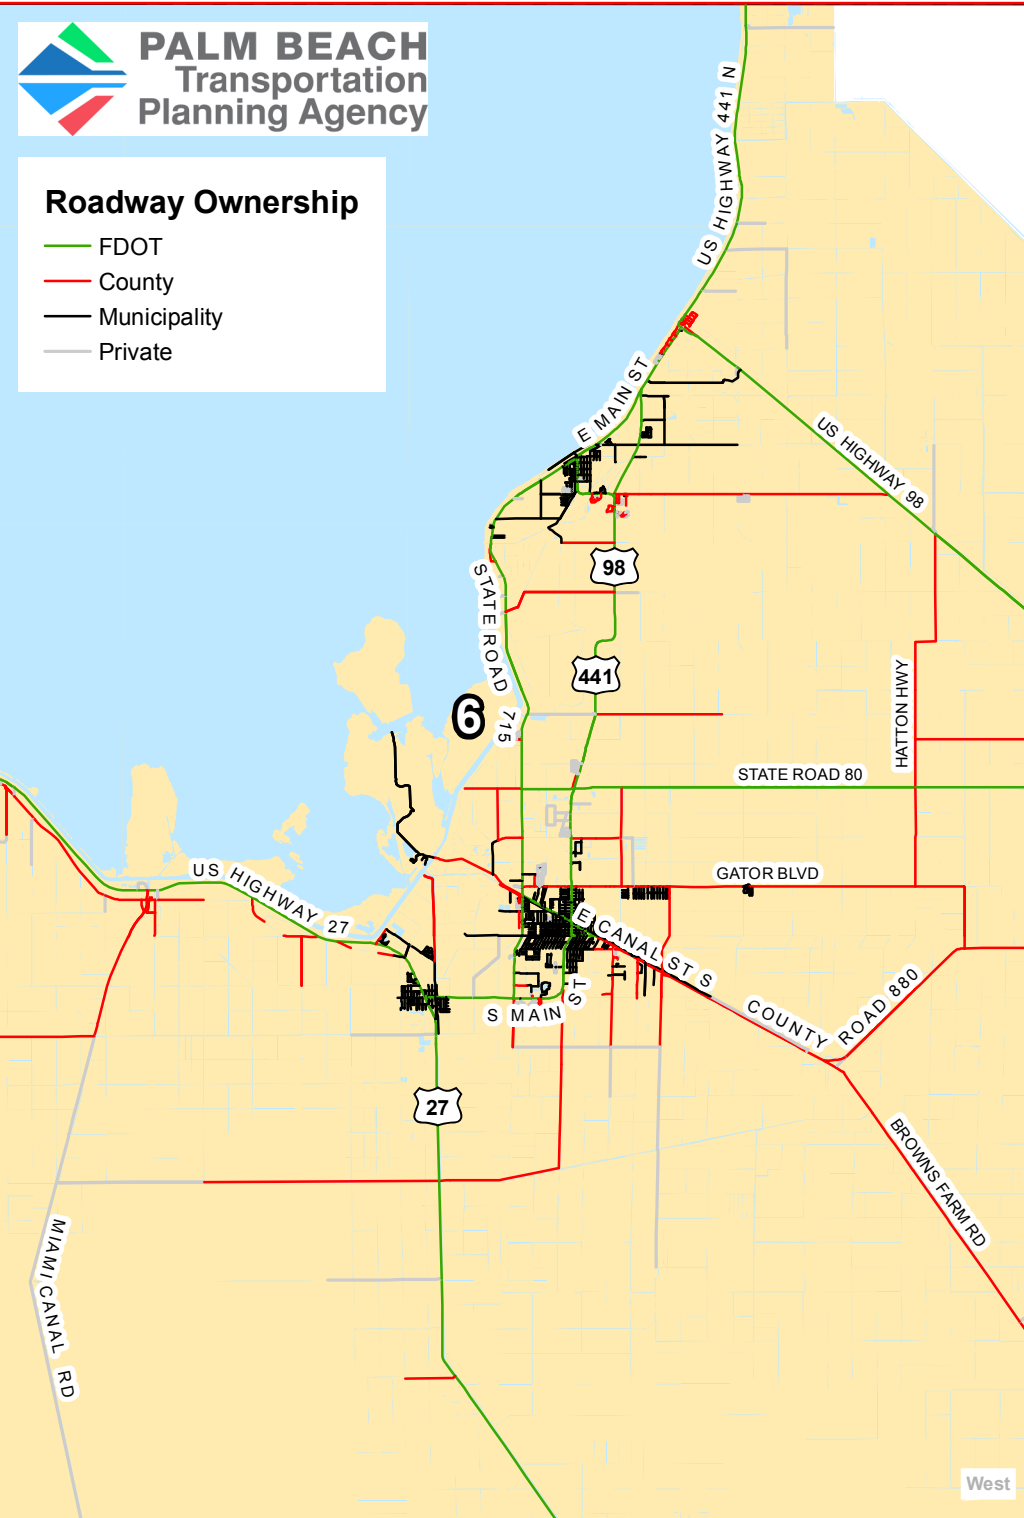 PALM BEACH
Transportation
Planning Agency
Roadway Ownership
FDOT
County
Municipality
Private
US HIGHWAY 441 N
E MAIN ST
US HIGHWAY 98
98
STATE ROAD 715
441
6
HATTON HWY
STATE ROAD 80
US HIGHWAY 27
GATOR BLVD
E CANAL ST S
S MAIN ST
COUNTY ROAD 880
27
BROWNS FARM RD
MIAMI CANAL RD
West